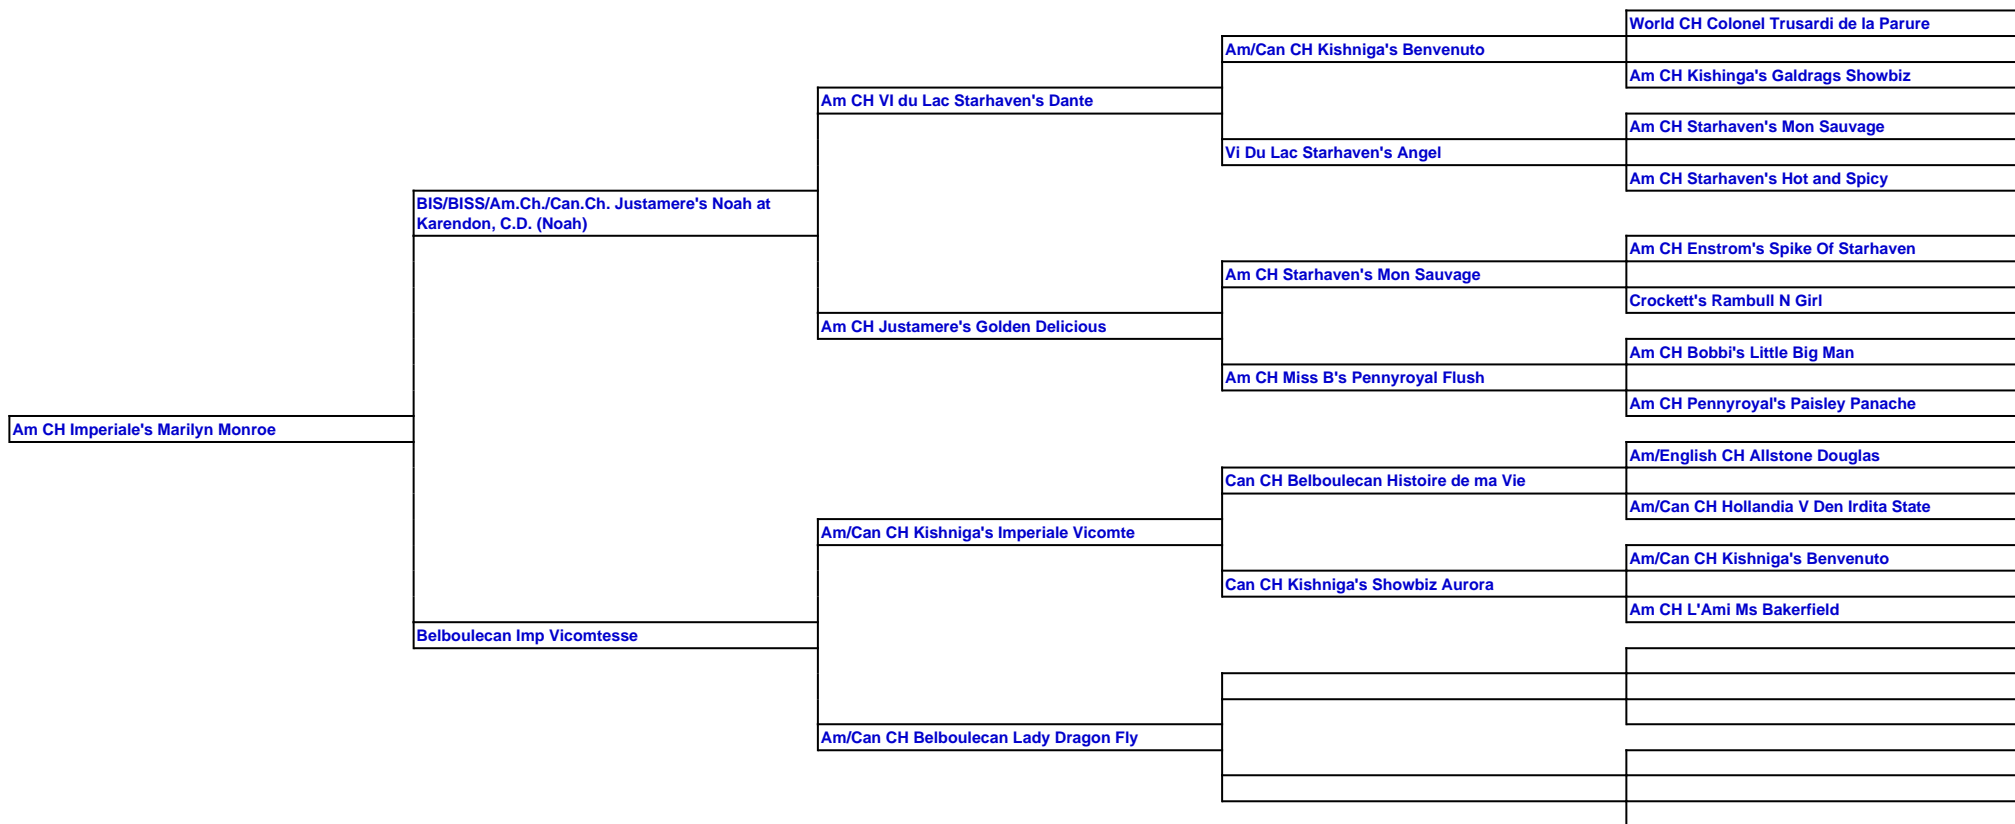 World CH Colonel Trusardi de la Parure
Am/Can CH Kishniga's Benvenuto
Am CH Kishinga's Galdrags Showbiz
Am CH VI du Lac Starhaven's Dante
Am CH Starhaven's Mon Sauvage
Vi Du Lac Starhaven's Angel
Am CH Starhaven's Hot and Spicy
BIS/BISS/Am.Ch./Can.Ch. Justamere's Noah at
Karendon, C.D. (Noah)
Am CH Enstrom's Spike Of Starhaven
Am CH Starhaven's Mon Sauvage
Crockett's Rambull N Girl
Am CH Justamere's Golden Delicious
Am CH Bobbi's Little Big Man
Am CH Miss B's Pennyroyal Flush
Am CH Pennyroyal's Paisley Panache
Am CH Imperiale's Marilyn Monroe
Am/English CH Allstone Douglas
Can CH Belboulecan Histoire de ma Vie
Am/Can CH Hollandia V Den Irdita State
Am/Can CH Kishniga's Imperiale Vicomte
Am/Can CH Kishniga's Benvenuto
Can CH Kishniga's Showbiz Aurora
Am CH L'Ami Ms Bakerfield
Belboulecan Imp Vicomtesse
Am/Can CH Belboulecan Lady Dragon Fly